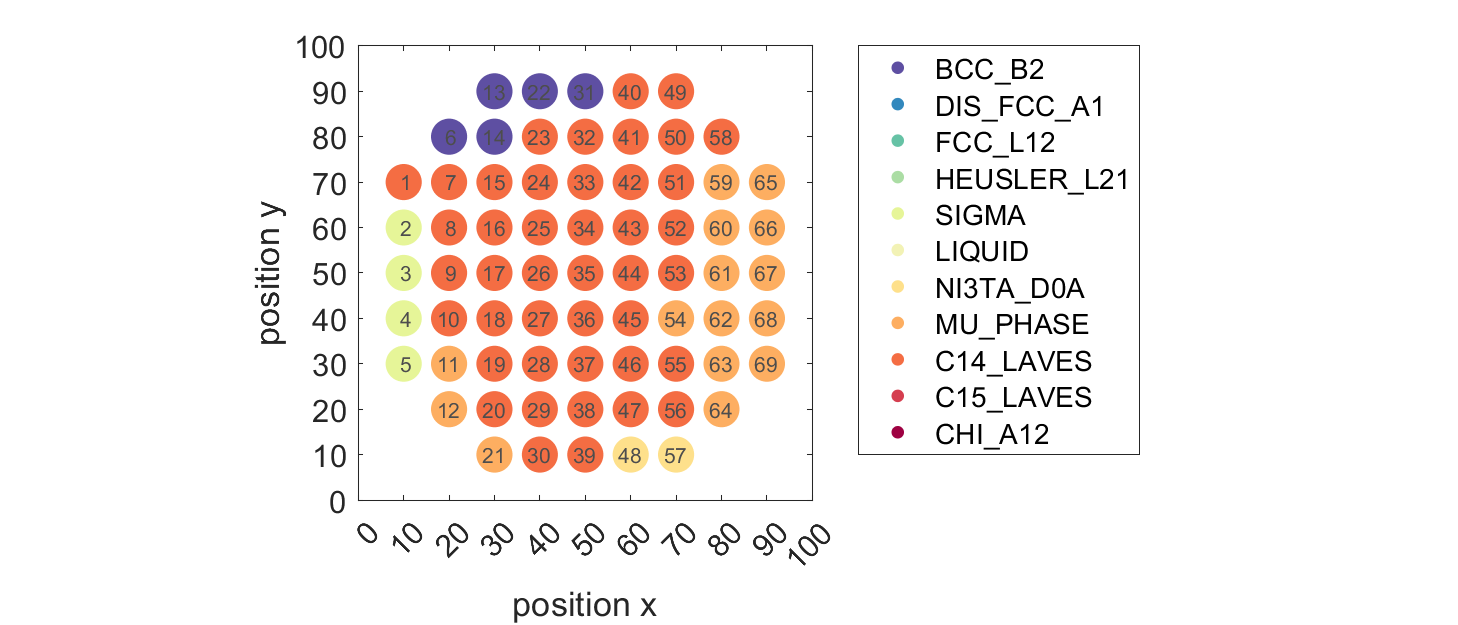 100
90
80
70
60
50
40
30
20
10
0
position y
13 22 31 40 49
6 14 23 32 41 50 58
1 7 15 24 33 42 51 59 65
2 8 16 25 34 43 52 60 66
3 9 17 26 35 44 53 61 67
4 10 18 27 36 45 54 62 68
5 11 19 28 37 46 55 63 69
12 20 29 38 47 56 64
21 30 39 48 57
0 10 20 30 40 50 60 70 80 90 100
position x
BCC_B2
DIS_FCC_A1
FCC_L12
HEUSLER_L21
SIGMA
LIQUID
NI3TA_D0A
MU_PHASE
C14_LAVES
C15_LAVES
CHI_A12